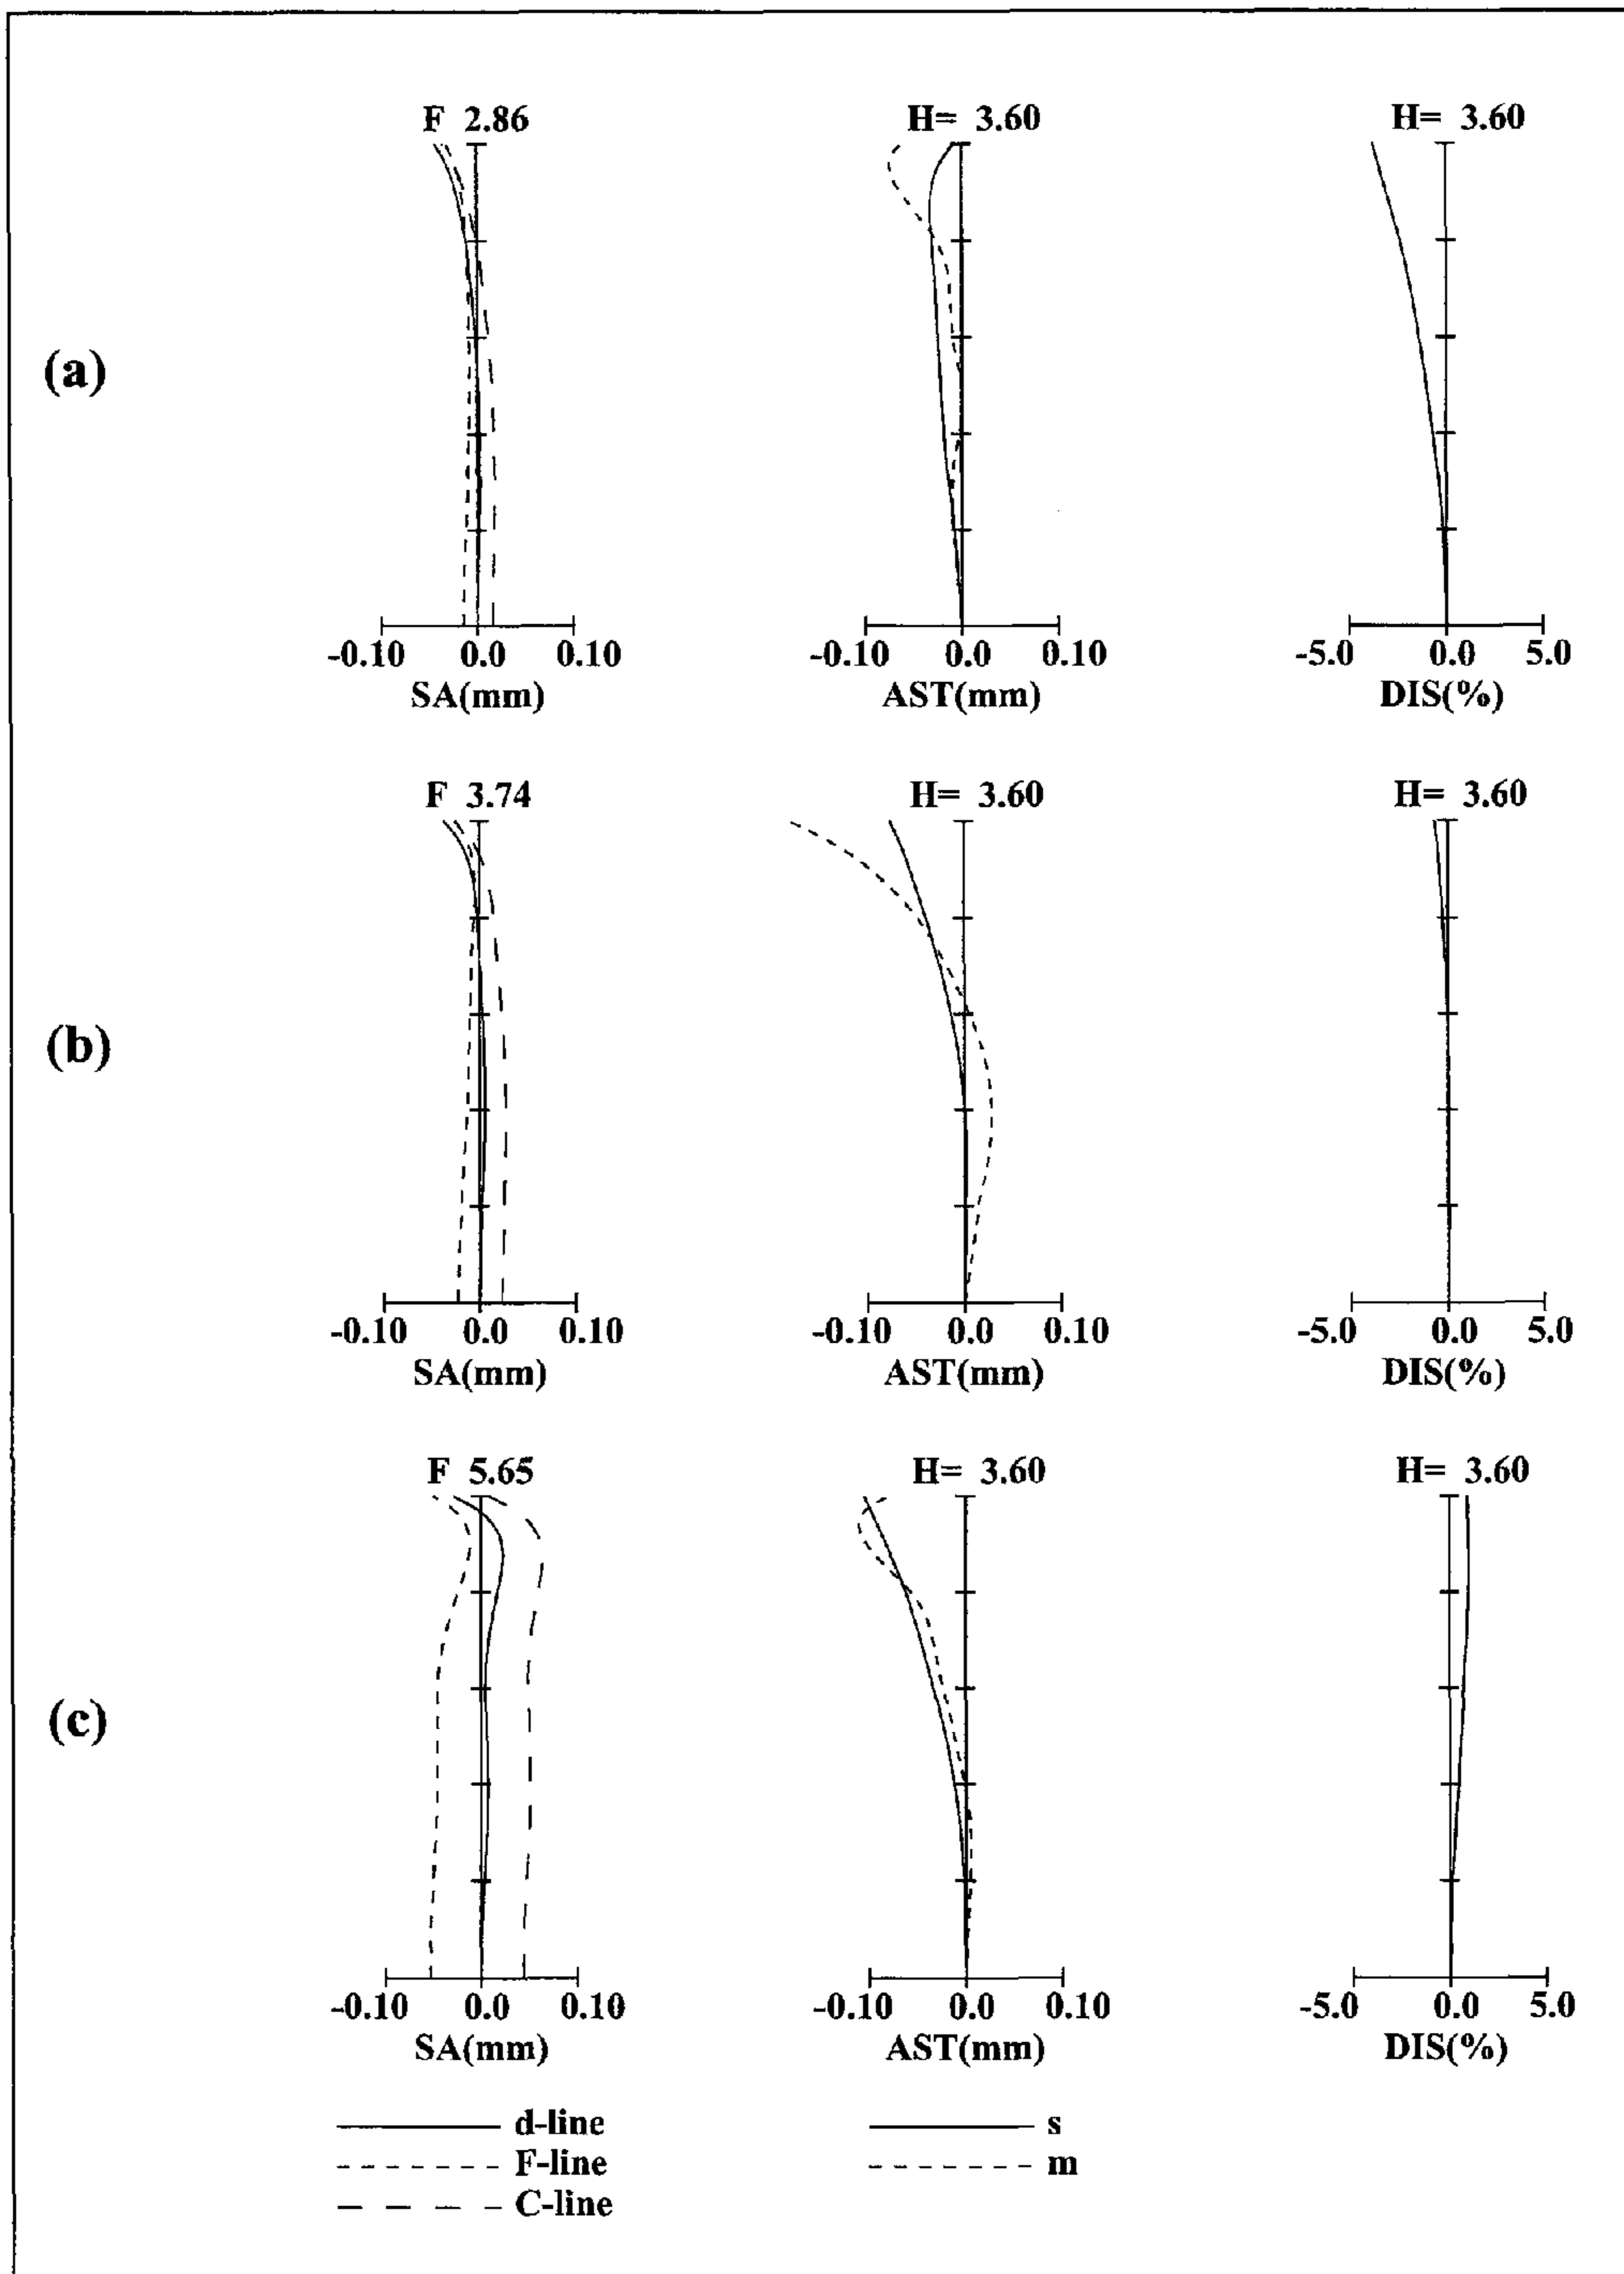 F 2.86 H= 3.60 H= 3.60
(a)
-0.10 0.0 0.10 -0.10 0.0 0.10 -5.0 0.0 5.0
SA(mm) AST(mm) DIS(%)
F 3.74 H= 3.60 H= 3.60
(b)
-0.10 0.0 0.10 -0.10 0.0 0.10 -5.0 0.0 5.0
SA(mm) AST(mm) DIS(%)
F 5.65 H= 3.60 H= 3.60
(c)
-0.10 0.0 0.10 -0.10 0.0 0.10 -5.0 0.0 5.0
SA(mm) AST(mm) DIS(%)
d-line s
F-line m
C-line